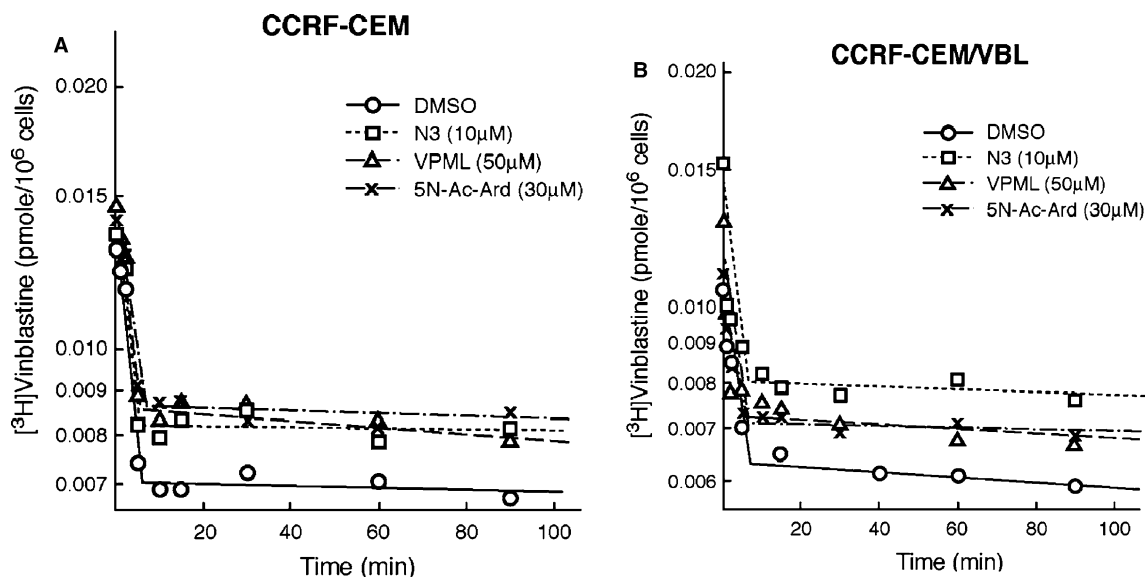 A
CCRF-CEM
0.020
0.015
0.010
0.009
0.008
0.007
[³H]Vinblastine (pmole/10⁶ cells)
DMSO
N3 (10µM)
VPML (50µM)
5N-Ac-Ard (30µM)
20
40
60
80
100
Time (min)
B
CCRF-CEM/VBL
0.020
0.015
0.010
0.009
0.008
0.007
0.006
[³H]Vinblastine (pmole/10⁶ cells)
DMSO
N3 (10µM)
VPML (50µM)
5N-Ac-Ard (30µM)
20
40
60
80
100
Time (min)